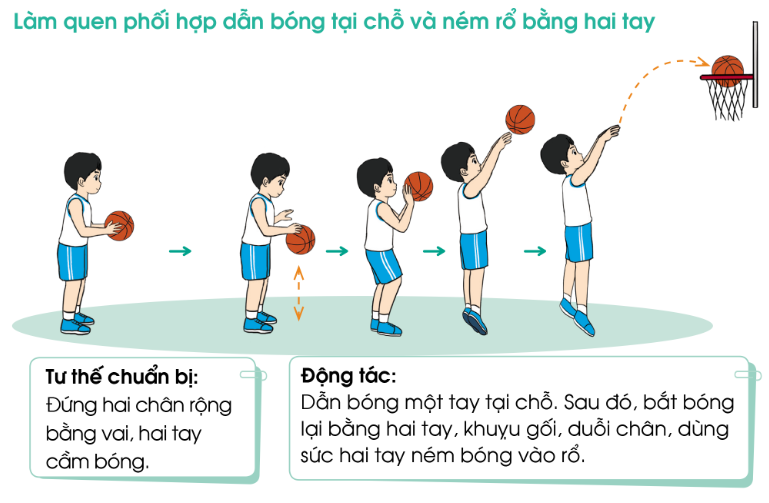 Làm quen phối hợp dẫn bóng tại chỗ và ném rổ bằng hai tay
Tư thế chuẩn bị:
Đứng hai chân rộng
bằng vai, hai tay
cầm bóng.
Động tác:
Dẫn bóng một tay tại chỗ. Sau đó, bắt bóng
lại bằng hai tay, khuỵu gối, duỗi chân, dùng
sức hai tay ném bóng vào rổ.